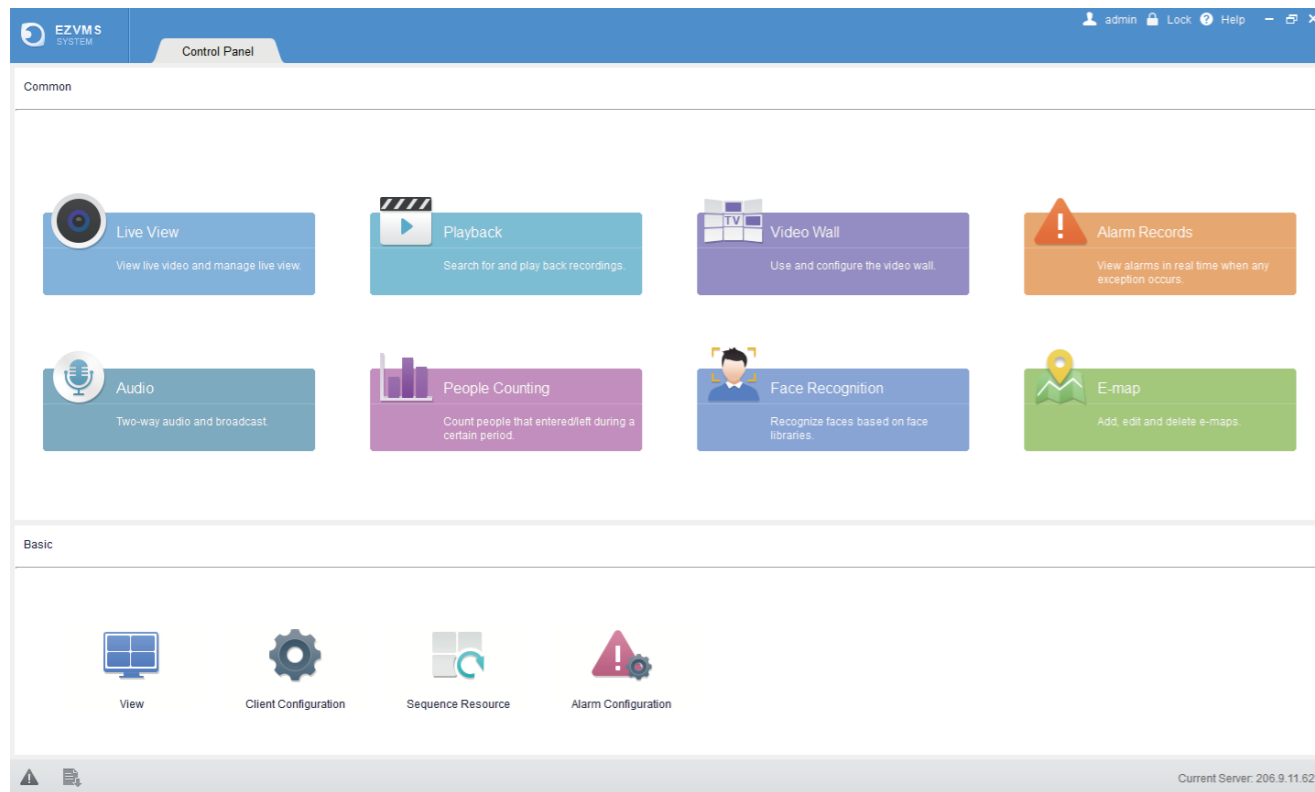 EZVMS
SYSTEM
Control Panel
admin Lock Help
Common
Live View
View live video and manage live view.
Playback
Search for and play back recordings.
TV
Video Wall
Use and configure the video wall.
Alarm Records
View alarms in real time when any
exception occurs.
Audio
Two-way audio and broadcast.
People Counting
Count people that entered/left during a
certain period.
Face Recognition
Recognize faces based on face
libraries.
E-map
Add, edit and delete e-maps.
Basic
View
Client Configuration
Sequence Resource
Alarm Configuration
Current Server: 206.9.11.62